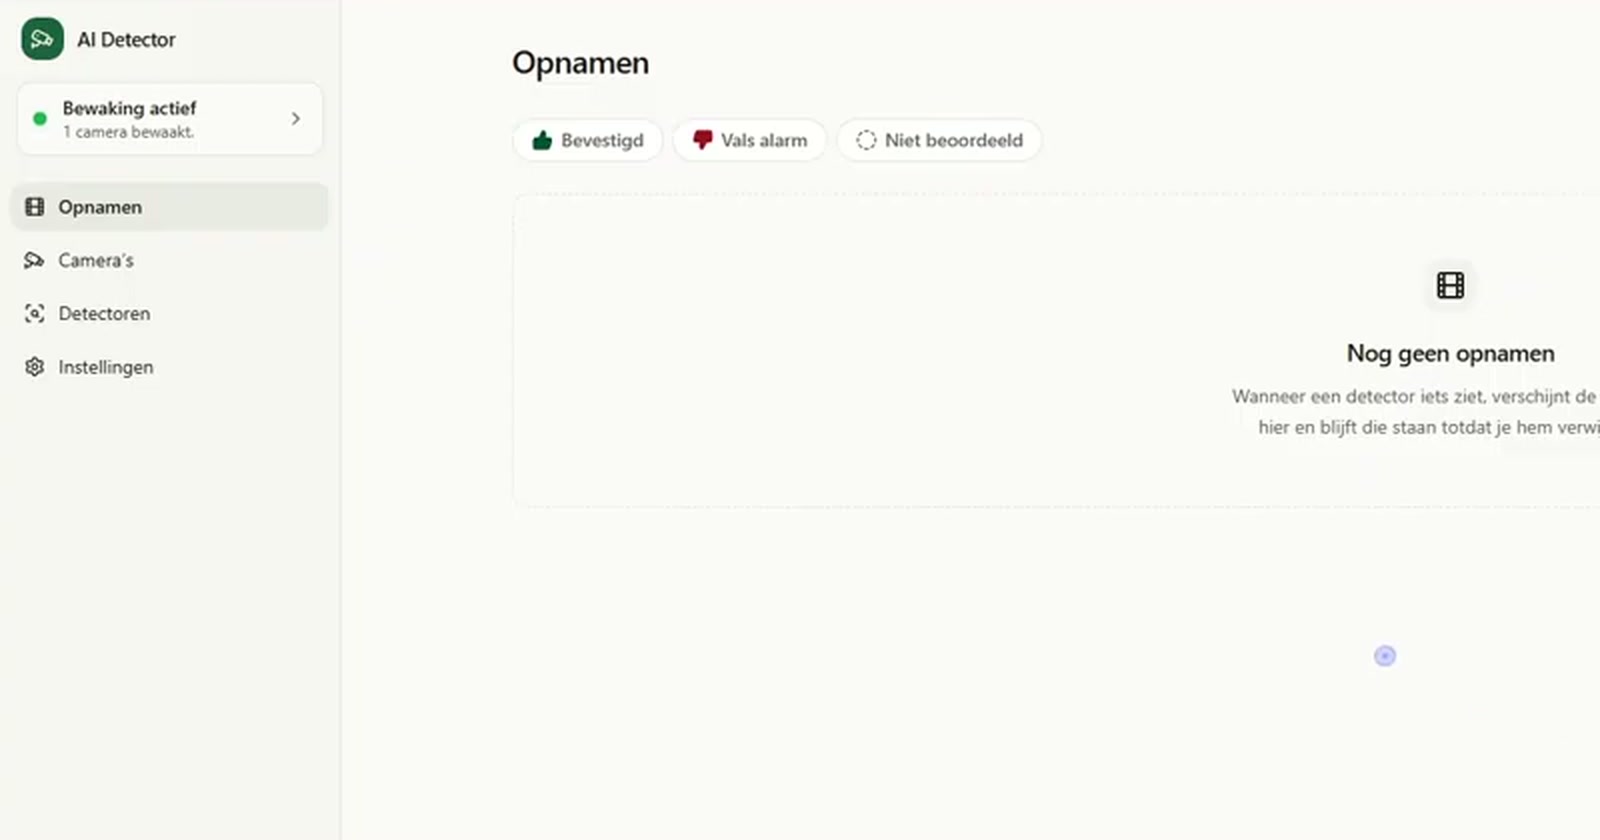 AI Detector
Bewaking actief
1 camera bewaakt.
Opnamen
Camera's
Detectoren
Instellingen
Opnamen
Bevestigd
Vals alarm
Niet beoordeeld
Nog geen opnamen
Wanneer een detector iets ziet, verschijnt de
hier en blijft die staan totdat je hem verwi